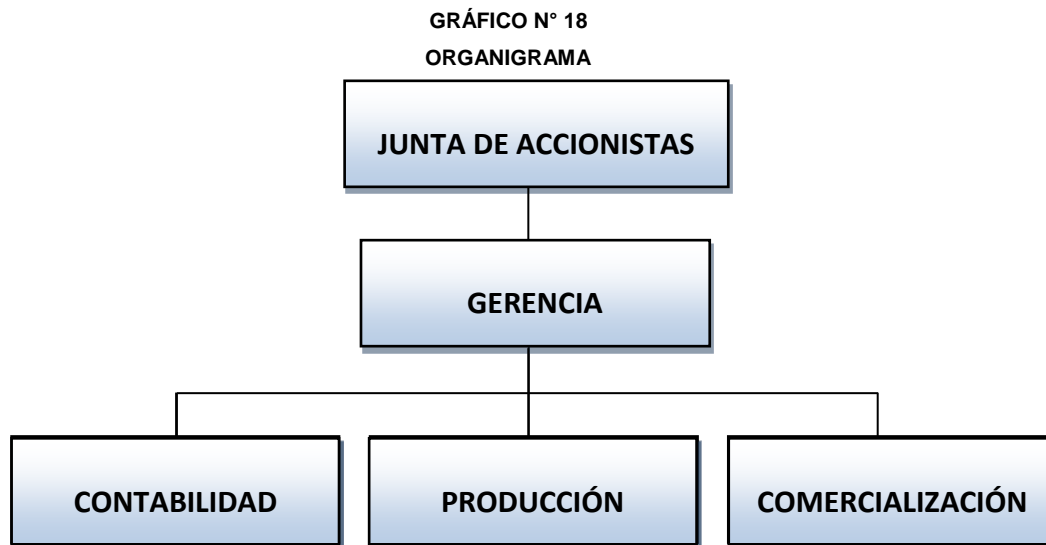 GRÁFICO N° 18
ORGANIGRAMA
JUNTA DE ACCIONISTAS
GERENCIA
CONTABILIDAD
PRODUCCIÓN
COMERCIALIZACIÓN